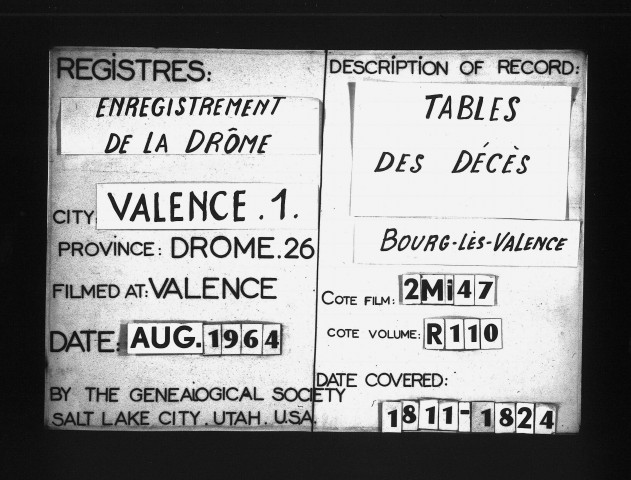 REGISTRES:
ENREGISTREMENT
DE LA DRÔME
CITY: VALENCE.1.
PROVINCE: DROME.26
FILMED AT: VALENCE
DATE: AUG. 1964
BY THE GENEALOGICAL SOCIETY
SALT LAKE CITY. UTAH. U.S.A.
DESCRIPTION OF RECORD:
TABLES
DES DÉCÈS
BOURG-LÈS-VALENCE
COTE FILM: 2Mi47
COTE VOLUME: R110
DATE COVERED:
1811-1824